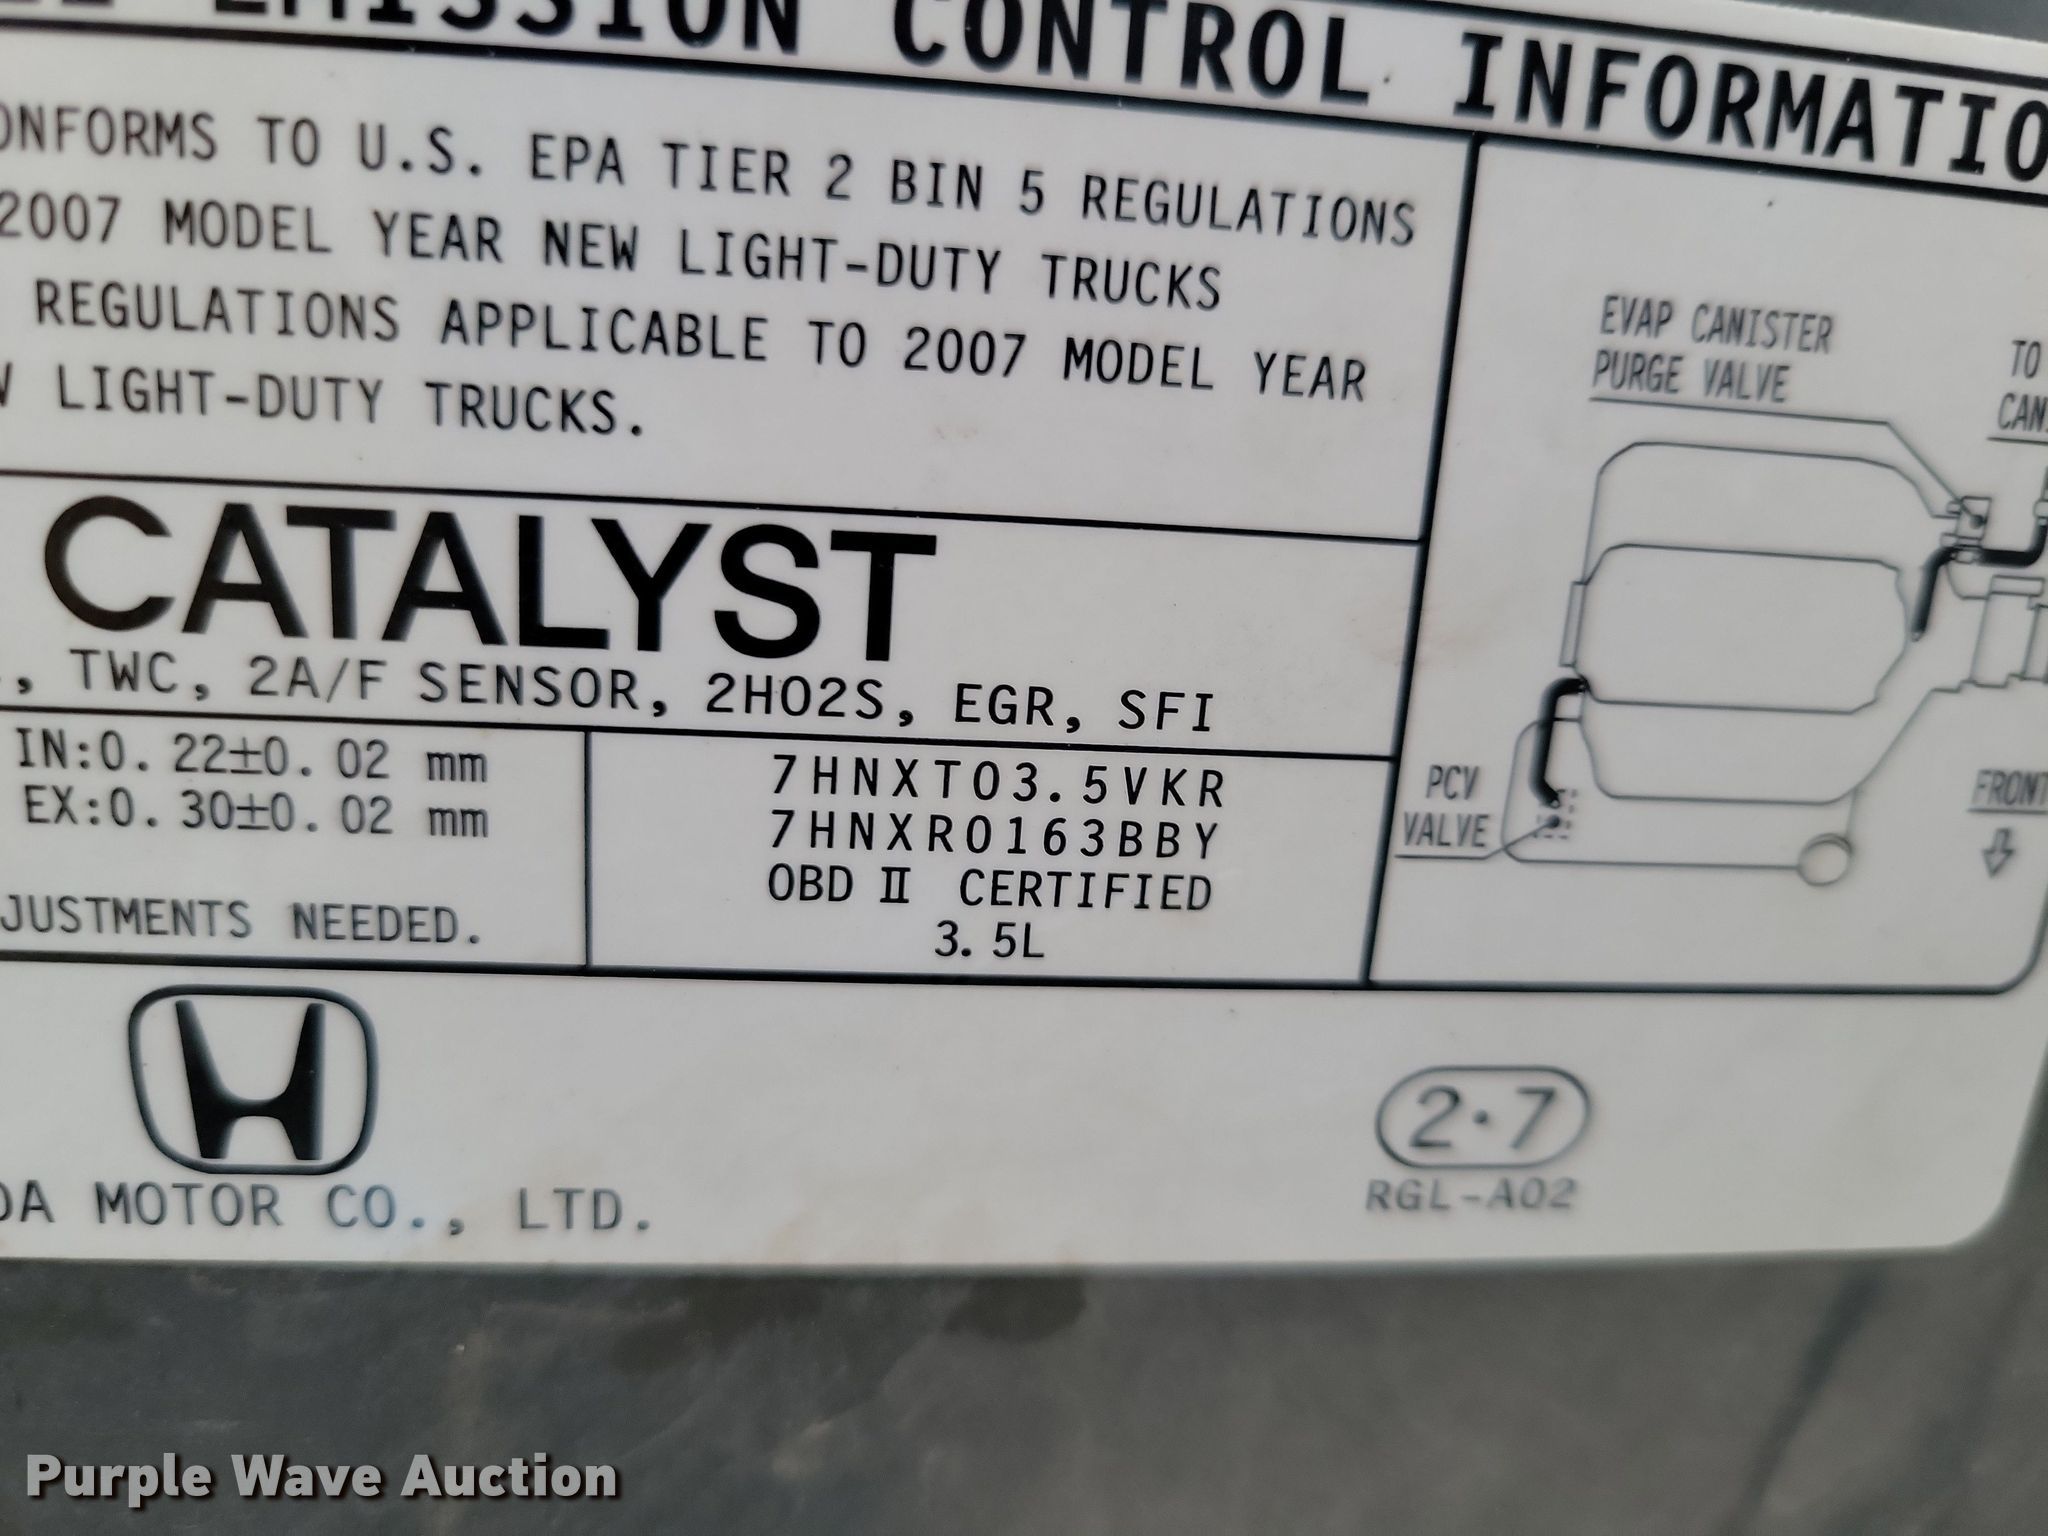 EMISSION CONTROL INFORMATIO
ONFORMS TO U.S. EPA TIER 2 BIN 5 REGULATIONS
2007 MODEL YEAR NEW LIGHT-DUTY TRUCKS
REGULATIONS APPLICABLE TO 2007 MODEL YEAR
W LIGHT-DUTY TRUCKS.
CATALYST
, TWC, 2A/F SENSOR, 2HO2S, EGR, SFI
IN:0.22±0.02 mm
EX:0.30±0.02 mm
JUSTMENTS NEEDED.
7HNXT03.5VKR
7HNXR0163BBY
OBD II CERTIFIED
3.5L
EVAP CANISTER
PURGE VALVE
TO
CAN
PCV
VALVE
FRONT
DA MOTOR CO., LTD.
2·7
RGL-A02
Purple Wave Auction